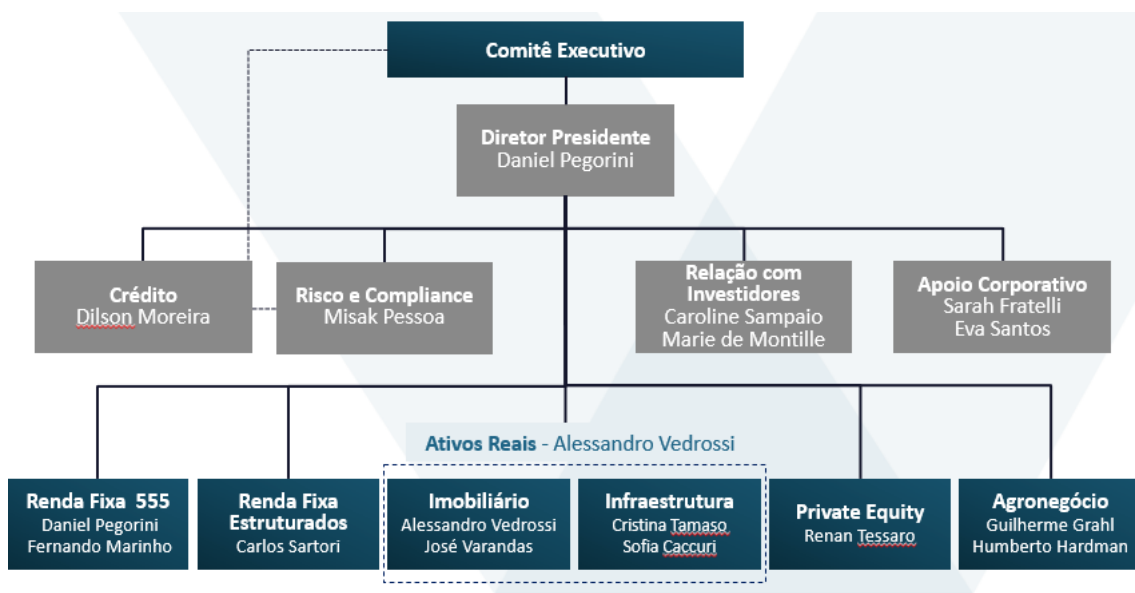 Comitê Executivo
Diretor Presidente
Daniel Pegorini
Crédito
Dilson Moreira
Risco e Compliance
Misak Pessoa
Relação com
Investidores
Caroline Sampaio
Marie de Montille
Apoio Corporativo
Sarah Fratelli
Eva Santos
Ativos Reais - Alessandro Vedrossi
Renda Fixa 555
Daniel Pegorini
Fernando Marinho
Renda Fixa
Estruturados
Carlos Sartori
Imobiliário
Alessandro Vedrossi
José Varandas
Infraestrutura
Cristina Tamaso
Sofia Caccuri
Private Equity
Renan Tessaro
Agronegócio
Guilherme Grahl
Humberto Hardman